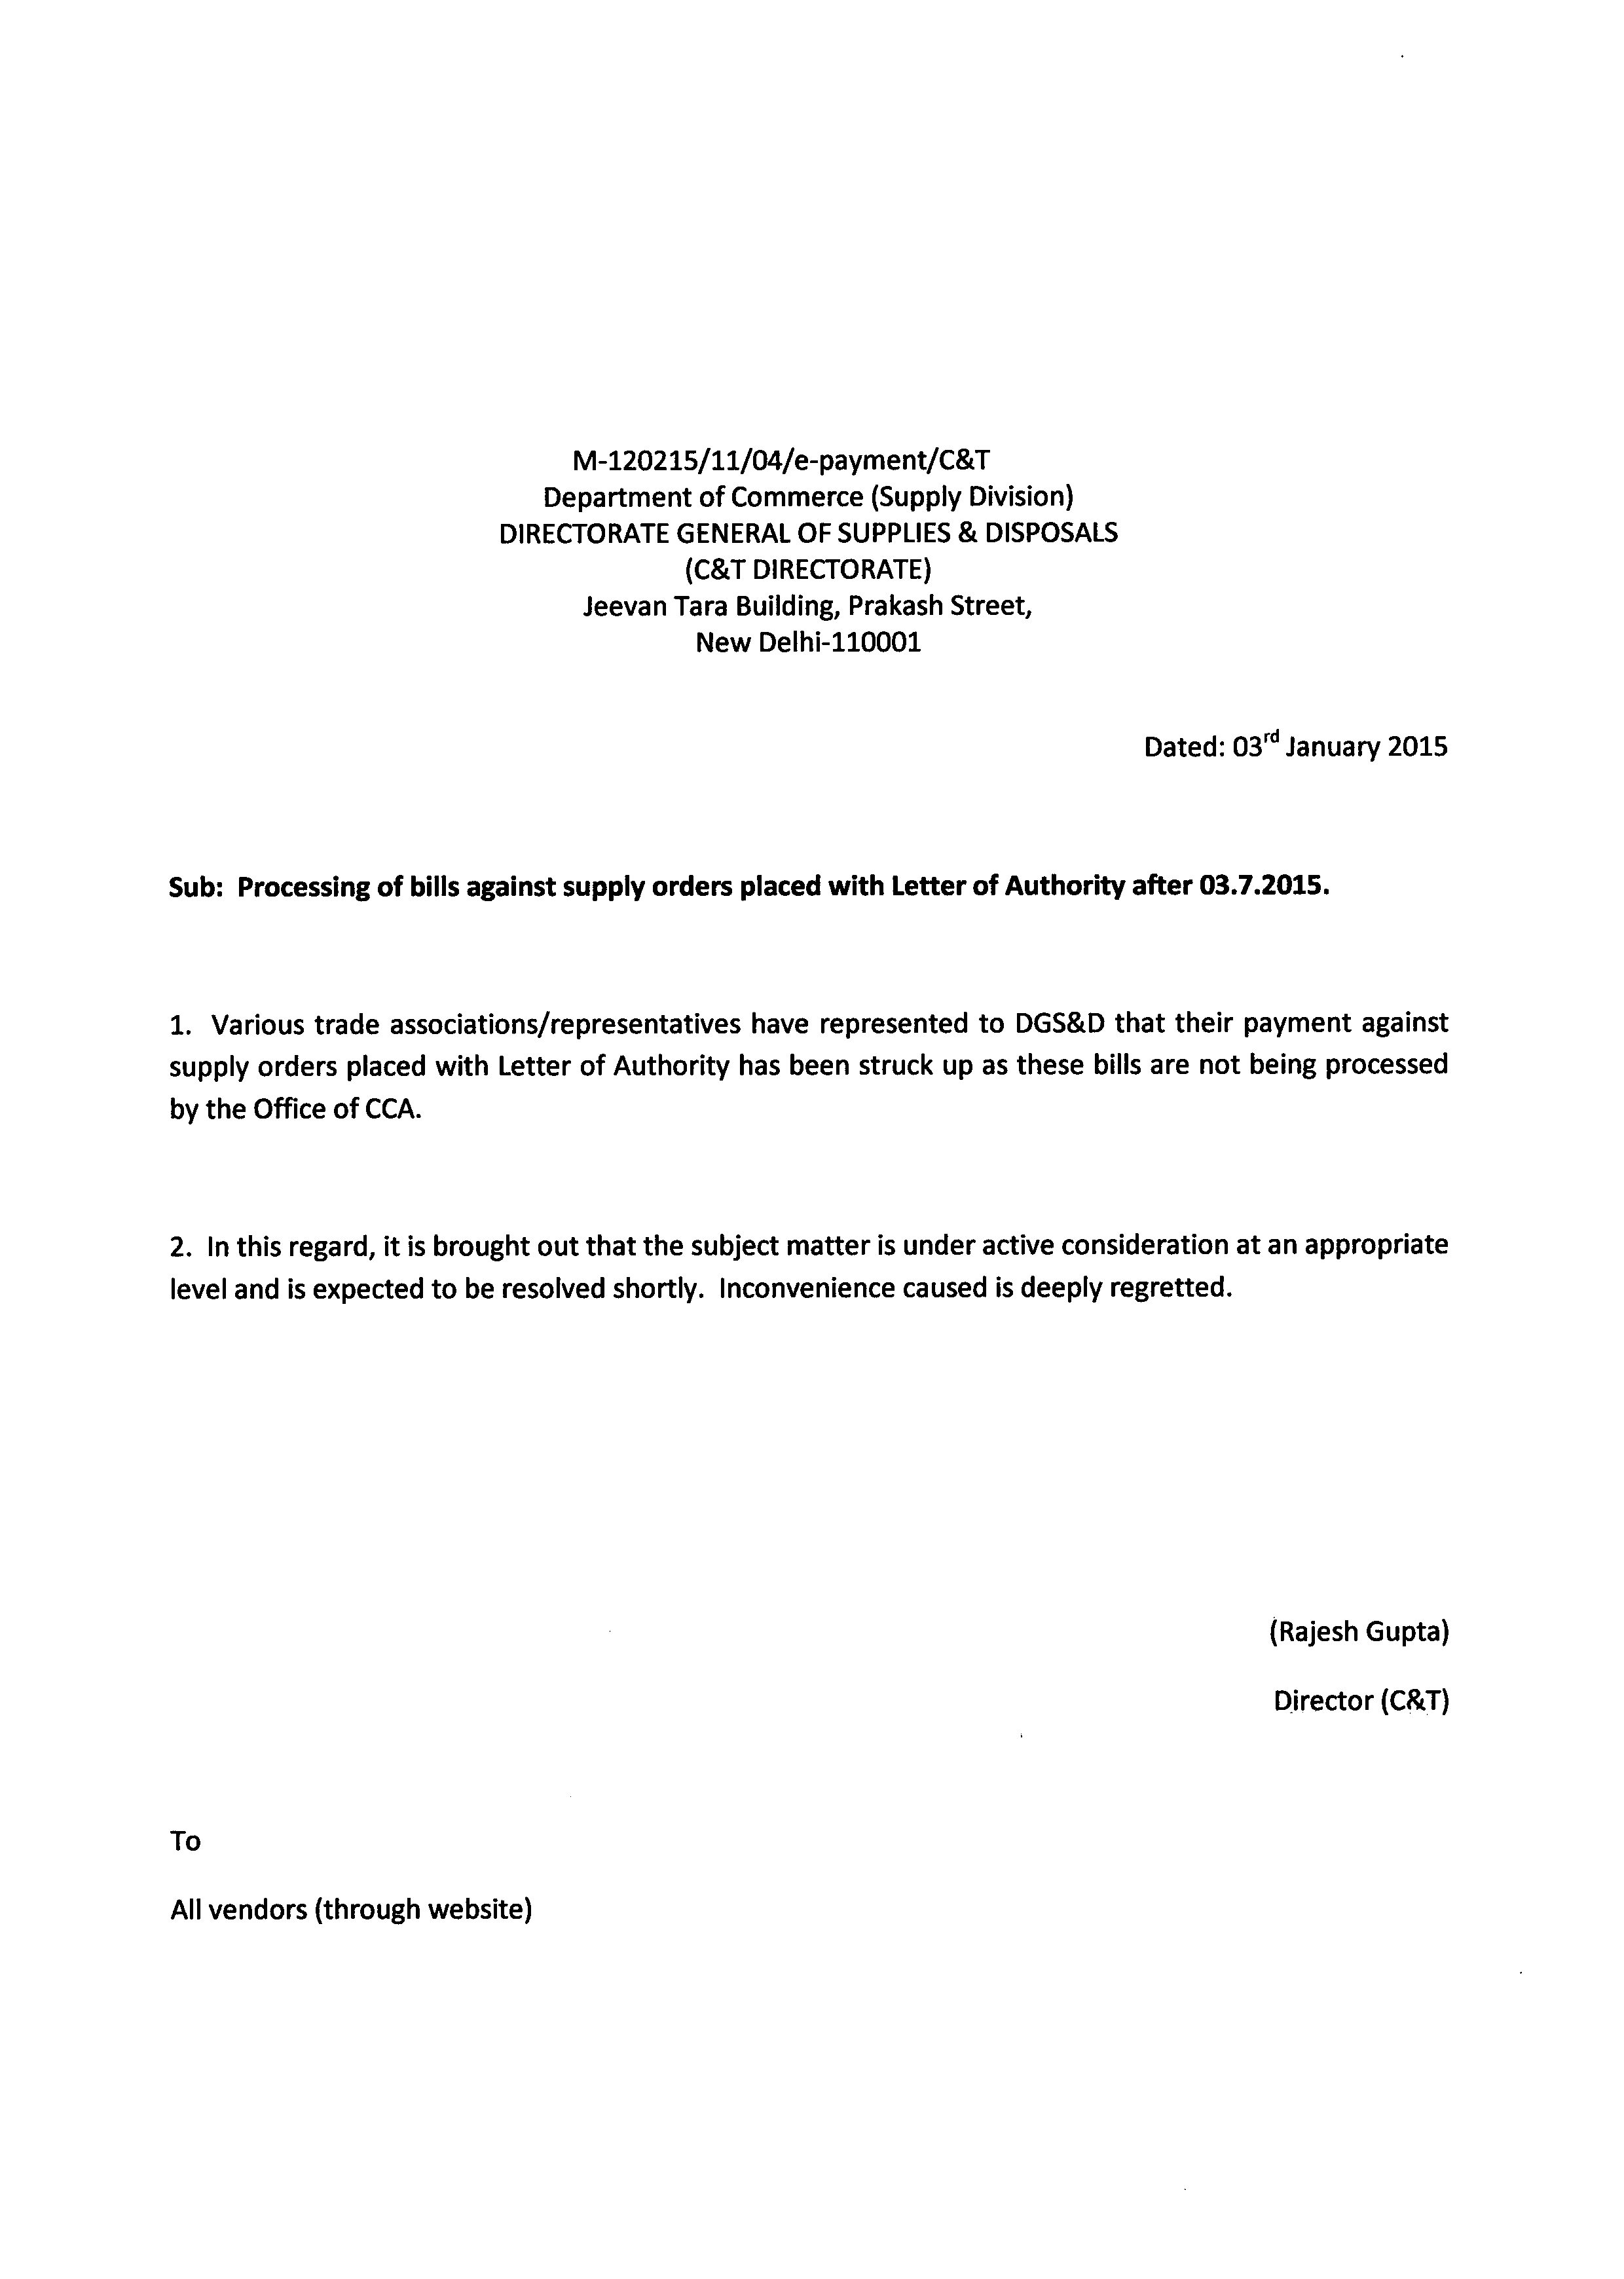 M-120215/11/04/e-payment/C&T
Department of Commerce (Supply Division)
DIRECTORATE GENERAL OF SUPPLIES & DISPOSALS
(C&T DIRECTORATE)
Jeevan Tara Building, Prakash Street,
New Delhi-110001
Dated: 03rd January 2015
Sub: Processing of bills against supply orders placed with Letter of Authority after 03.7.2015.
1. Various trade associations/representatives have represented to DGS&D that their payment against
supply orders placed with Letter of Authority has been struck up as these bills are not being processed
by the Office of CCA.
2. In this regard, it is brought out that the subject matter is under active consideration at an appropriate
level and is expected to be resolved shortly. Inconvenience caused is deeply regretted.
(Rajesh Gupta)
Director (C&T)
To
All vendors (through website)